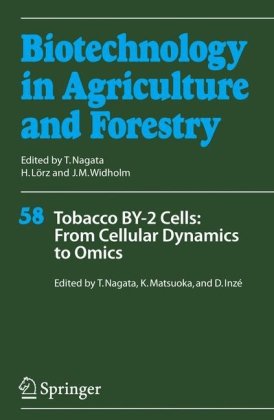 Biotechnology
in Agriculture
and Forestry
Edited by T. Nagata
H. Lörz and J. M. Widholm
58 Tobacco BY-2 Cells:
From Cellular Dynamics
to Omics
Edited by T. Nagata, K. Matsuoka, and D. Inzé
Springer